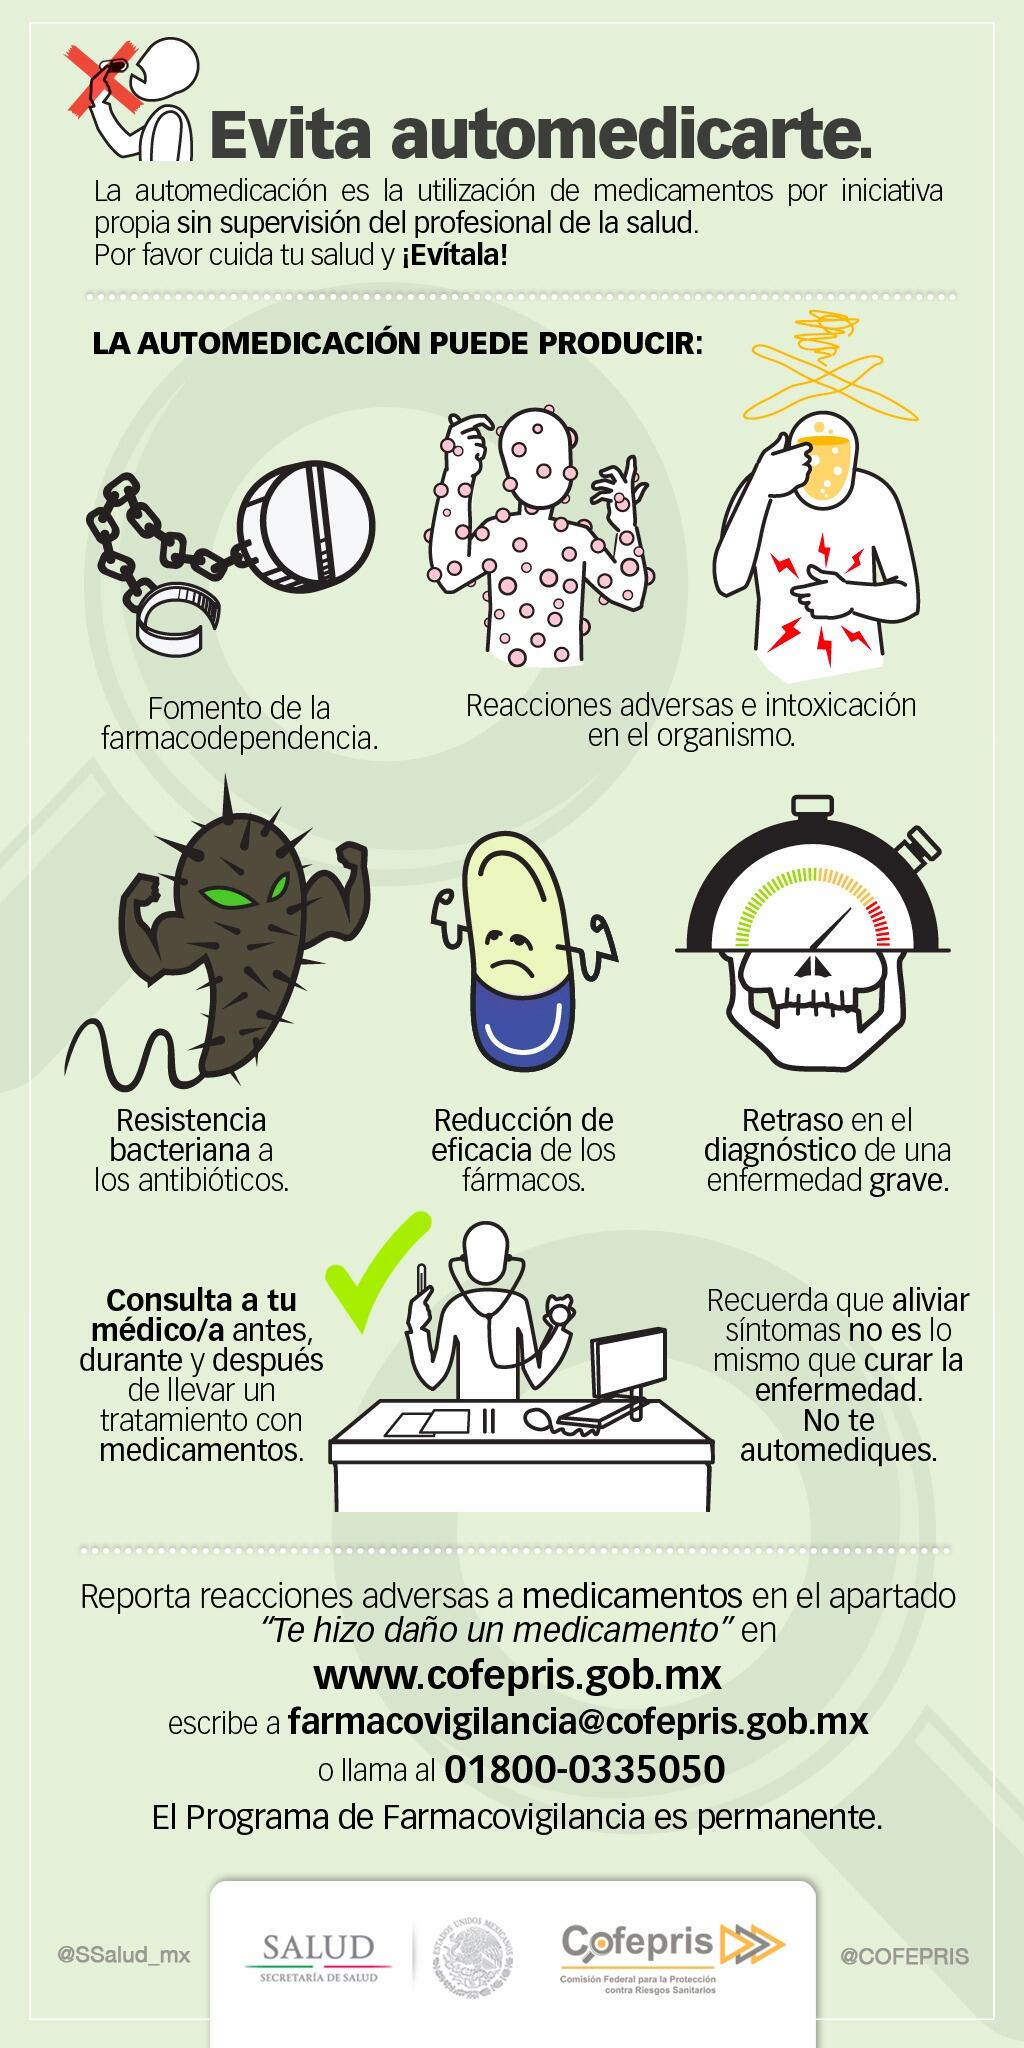 Evita automedicarte.
La automedicación es la utilización de medicamentos por iniciativa
propia sin supervisión del profesional de la salud.
Por favor cuida tu salud y ¡Evítala!
LA AUTOMEDICACIÓN PUEDE PRODUCIR:
Fomento de la
farmacodependencia.
Reacciones adversas e intoxicación
en el organismo.
Resistencia
bacteriana a
los antibióticos.
Reducción de
eficacia de los
fármacos.
Retraso en el
diagnóstico de una
enfermedad grave.
Consulta a tu
médico/a antes,
durante y después
de llevar un
tratamiento con
medicamentos.
Recuerda que aliviar
síntomas no es lo
mismo que curar la
enfermedad.
No te
automediques.
Reporta reacciones adversas a medicamentos en el apartado
“Te hizo daño un medicamento” en
www.cofepris.gob.mx
escribe a farmacovigilancia@cofepris.gob.mx
o llama al 01800-0335050
El Programa de Farmacovigilancia es permanente.
@SSalud_mx
SALUD
SECRETARÍA DE SALUD
ESTADOS UNIDOS MEXICANOS
Cofepris
Comisión Federal para la Protección
contra Riesgos Sanitarios
@COFEPRIS